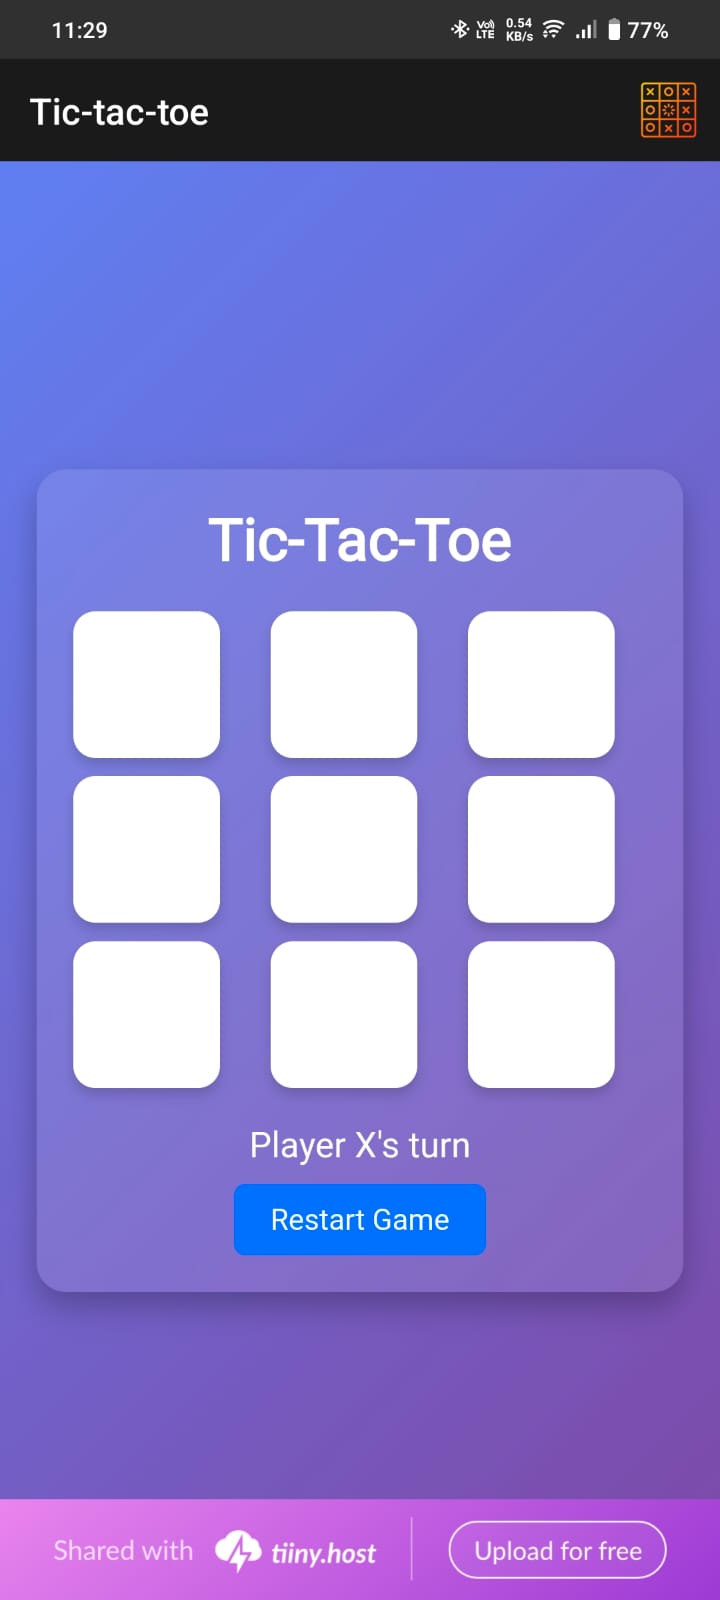 11:29
Vo))
LTE
0.54
KB/s
77%
Tic-tac-toe
X O X
O X
O X O
Tic-Tac-Toe
Player X's turn
Restart Game
Shared with tiiny.host
Upload for free